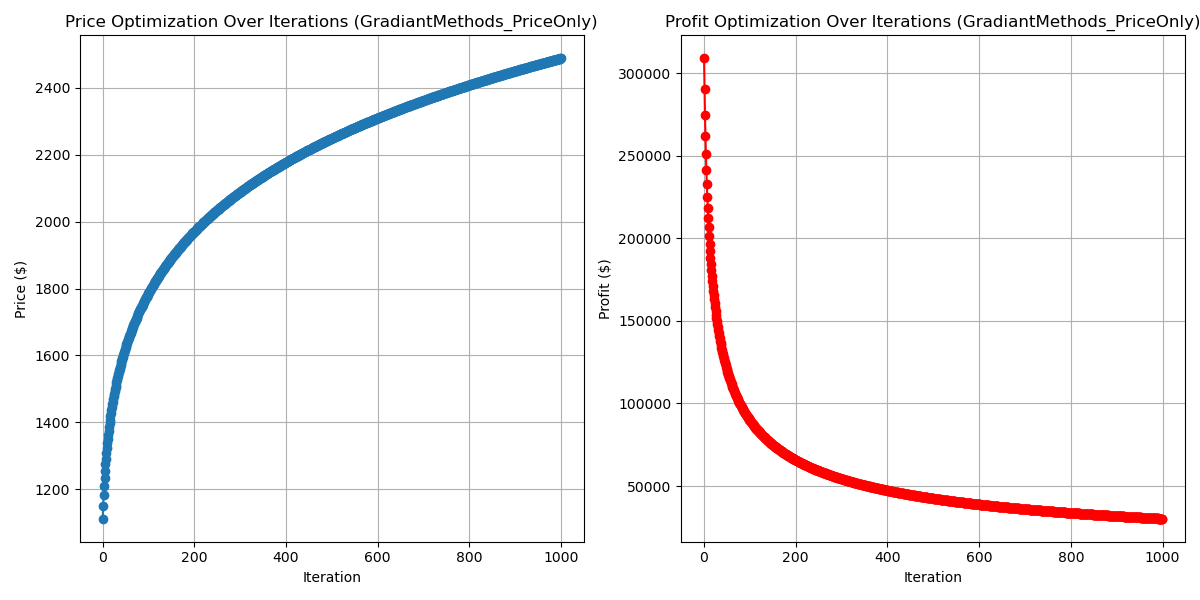 Price Optimization Over Iterations (GradiantMethods_PriceOnly)
Price ($)
2400
2200
2000
1800
1600
1400
1200
0 200 400 600 800 1000
Iteration
Profit Optimization Over Iterations (GradiantMethods_PriceOnly)
Profit ($)
300000
250000
200000
150000
100000
50000
0 200 400 600 800 1000
Iteration